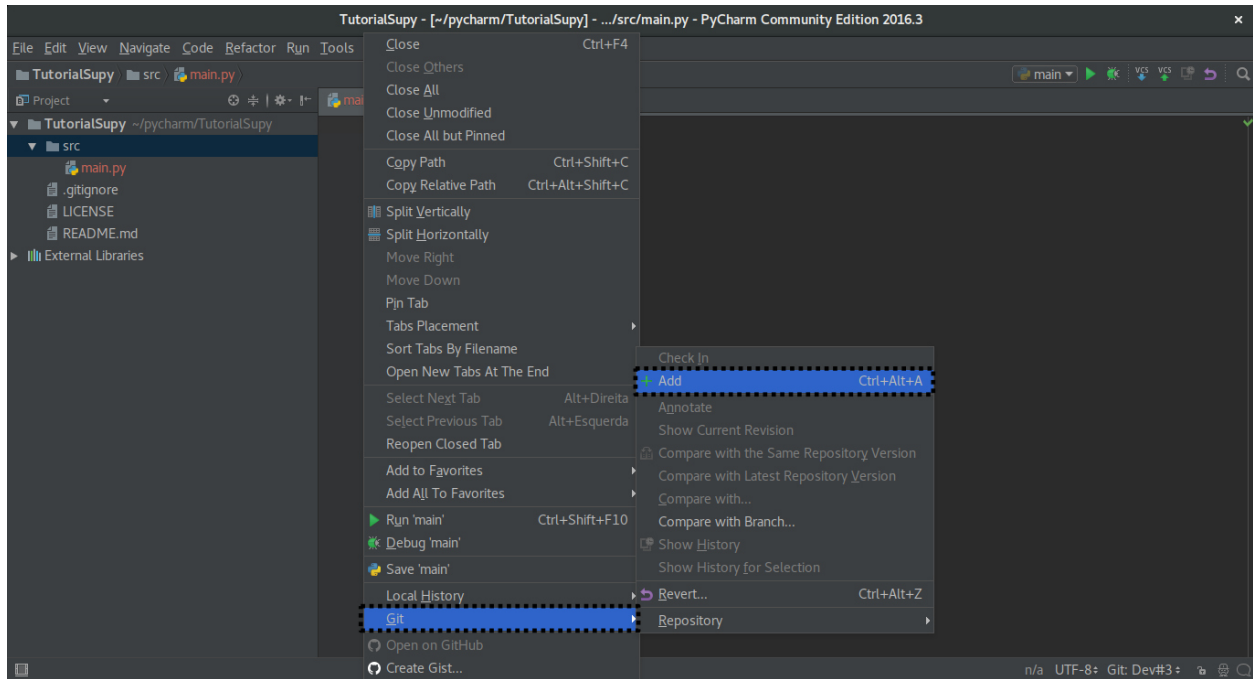 TutorialSupy - [~/pycharm/TutorialSupy] - .../src/main.py - PyCharm Community Edition 2016.3
File Edit View Navigate Code Refactor Run Tools
TutorialSupy src main.py
main
VCS VCS
Project
TutorialSupy ~/pycharm/TutorialSupy
src
main.py
.gitignore
LICENSE
README.md
External Libraries
Close Ctrl+F4
Close Others
Close All
Close Unmodified
Close All but Pinned
Copy Path Ctrl+Shift+C
Copy Relative Path Ctrl+Alt+Shift+C
Split Vertically
Split Horizontally
Move Right
Move Down
Pin Tab
Tabs Placement
Sort Tabs By Filename
Open New Tabs At The End
Select Next Tab Alt+Direita
Select Previous Tab Alt+Esquerda
Reopen Closed Tab
Add to Favorites
Add All To Favorites
Run 'main' Ctrl+Shift+F10
Debug 'main'
Save 'main'
Local History
Git
Open on GitHub
Create Gist...
Check In
Add Ctrl+Alt+A
Annotate
Show Current Revision
Compare with the Same Repository Version
Compare with Latest Repository Version
Compare with...
Compare with Branch...
Show History
Show History for Selection
Revert... Ctrl+Alt+Z
Repository
n/a UTF-8 Git: Dev#3